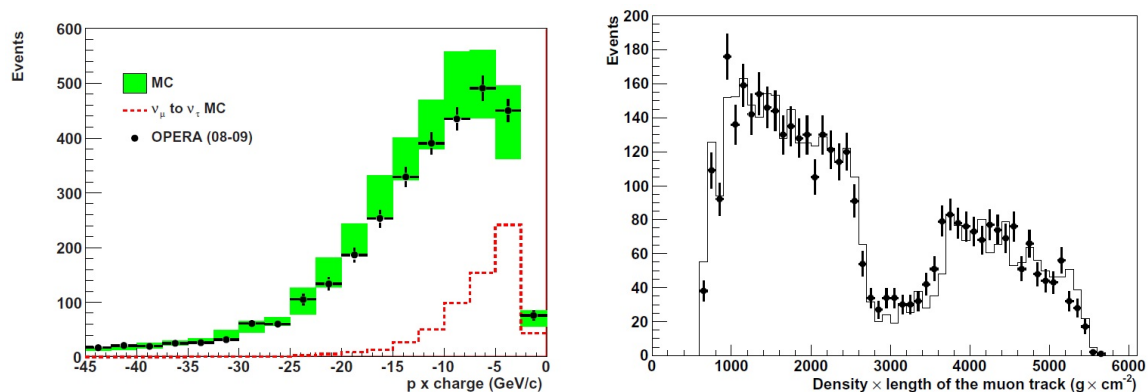 Events
600
500
400
300
200
100
0
MC
ν_μ to ν_τ MC
OPERA (08-09)
-45 -40 -35 -30 -25 -20 -15 -10 -5 -0
p x charge (GeV/c)
Events
200
180
160
140
120
100
80
60
40
20
0
0 1000 2000 3000 4000 5000 6000
Density × length of the muon track (g× cm⁻²)